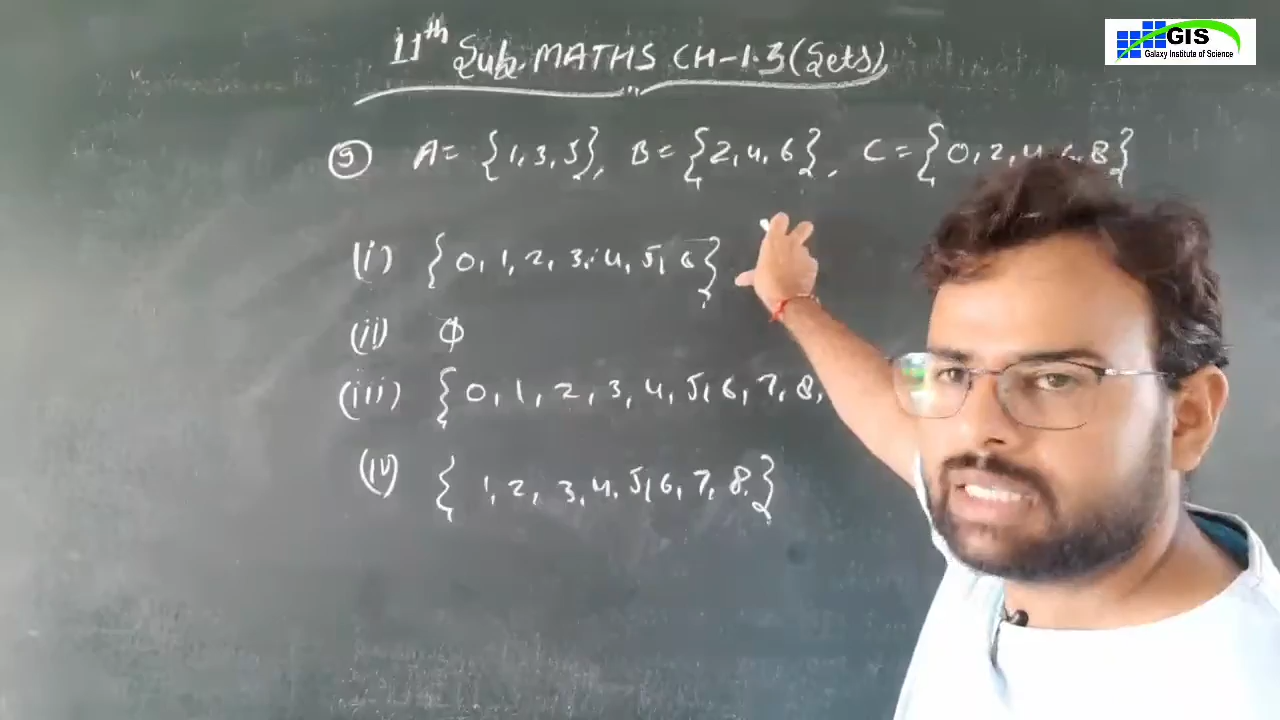 GIS
Galaxy Institute of Science
11th Sub. MATHS CH-1.3 (Sets)
9 A = {1, 3, 5}, B = {2, 4, 6}, C = {0, 2, 4, 6, 8}
(i) {0, 1, 2, 3, 4, 5, 6}
(ii) Φ
(iii) {0, 1, 2, 3, 4, 5, 6, 7, 8,
(iv) {1, 2, 3, 4, 5, 6, 7, 8.}